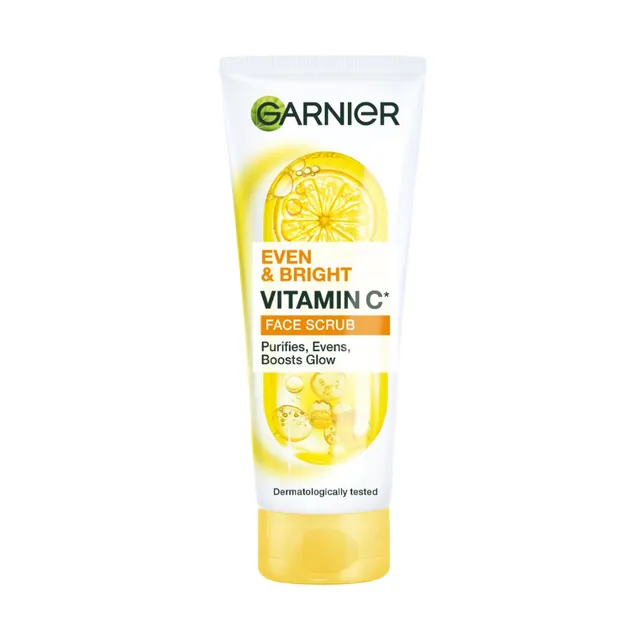 GARNIER
EVEN
& BRIGHT
VITAMIN C*
FACE SCRUB
Purifies, Evens,
Boosts Glow
Dermatologically tested